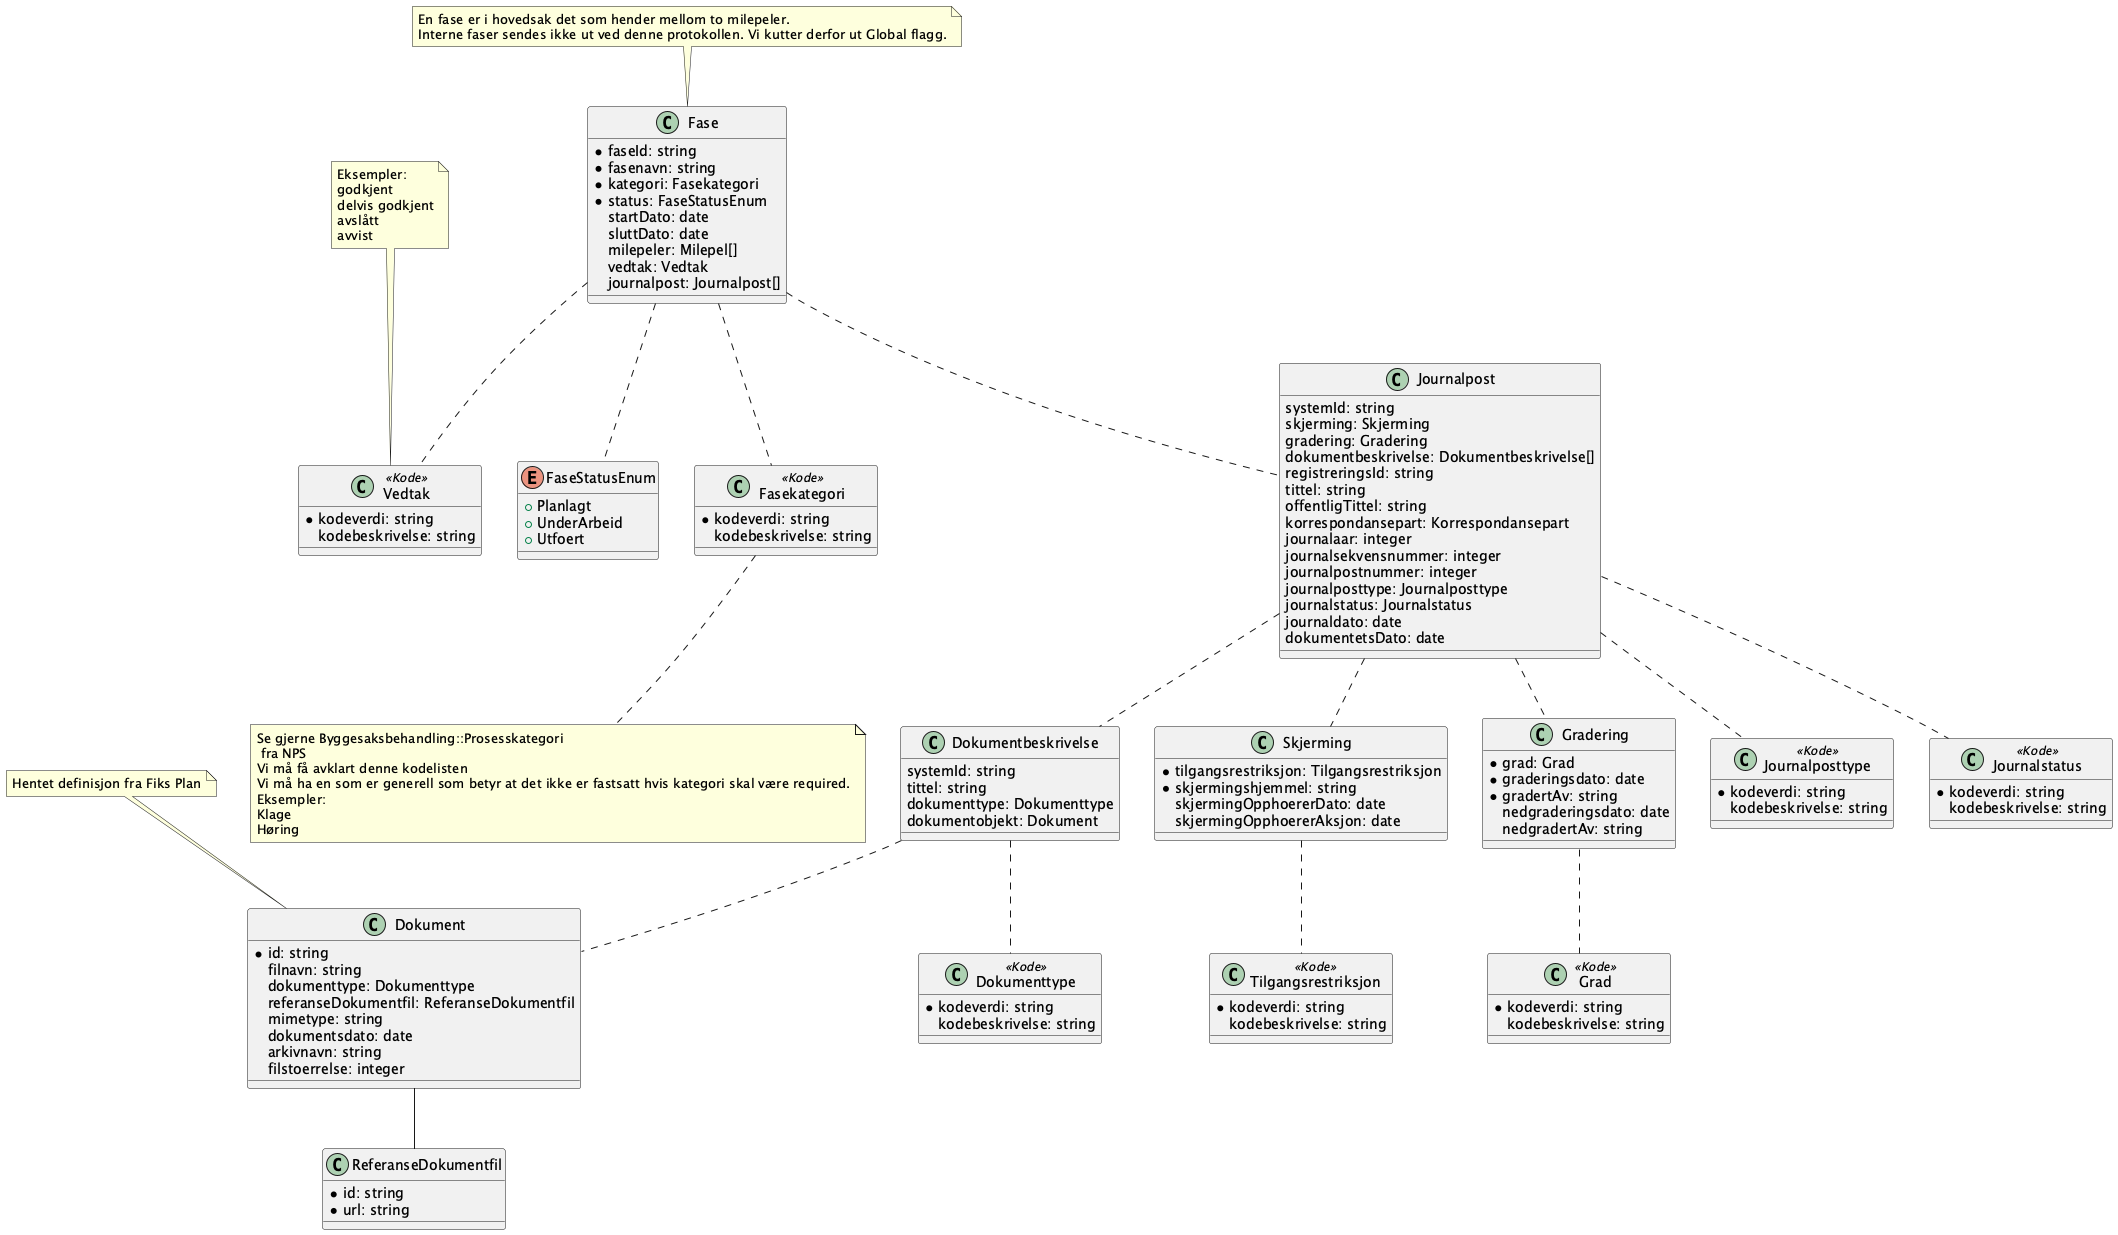 En fase er i hovedsak det som hender mellom to milepeler.
Interne faser sendes ikke ut ved denne protokollen. Vi kutter derfor ut Global flagg.
C Fase
faseId: string
fasenavn: string
kategori: Fasekategori
status: FaseStatusEnum
startDato: date
sluttDato: date
milepeler: Milepel[]
vedtak: Vedtak
journalpost: Journalpost[]
Eksempler:
godkjent
delvis godkjent
avslått
avvist
C Journalpost
systemId: string
skjerming: Skjerming
gradering: Gradering
dokumentbeskrivelse: Dokumentbeskrivelse[]
registreringsId: string
tittel: string
offentligTittel: string
korrespondansepart: Korrespondansepart
journalaar: integer
journalsekvensnummer: integer
journalpostnummer: integer
journalposttype: Journalposttype
journalstatus: Journalstatus
journaldato: date
dokumentetsDato: date
C «Kode»
Vedtak
kodeverdi: string
kodebeskrivelse: string
E FaseStatusEnum
Planlagt
UnderArbeid
Utfoert
C «Kode»
Fasekategori
kodeverdi: string
kodebeskrivelse: string
Se gjerne Byggesaksbehandling::Prosesskategori
fra NPS
Vi må få avklart denne kodelisten
Vi må ha en som er generell som betyr at det ikke er fastsatt hvis kategori skal være required.
Eksempler:
Klage
Høring
Hentet definisjon fra Fiks Plan
C Dokumentbeskrivelse
systemId: string
tittel: string
dokumenttype: Dokumenttype
dokumentobjekt: Dokument
C Skjerming
tilgangsrestriksjon: Tilgangsrestriksjon
skjermingshjemmel: string
skjermingOpphoererDato: date
skjermingOpphoererAksjon: date
C Gradering
grad: Grad
graderingsdato: date
gradertAv: string
nedgraderingsdato: date
nedgradertAv: string
C «Kode»
Journalposttype
kodeverdi: string
kodebeskrivelse: string
C «Kode»
Journalstatus
kodeverdi: string
kodebeskrivelse: string
C Dokument
id: string
filnavn: string
dokumenttype: Dokumenttype
referanseDokumentfil: ReferanseDokumentfil
mimetype: string
dokumentsdato: date
arkivnavn: string
filstoerrelse: integer
C «Kode»
Dokumenttype
kodeverdi: string
kodebeskrivelse: string
C «Kode»
Tilgangsrestriksjon
kodeverdi: string
kodebeskrivelse: string
C «Kode»
Grad
kodeverdi: string
kodebeskrivelse: string
C ReferanseDokumentfil
id: string
url: string